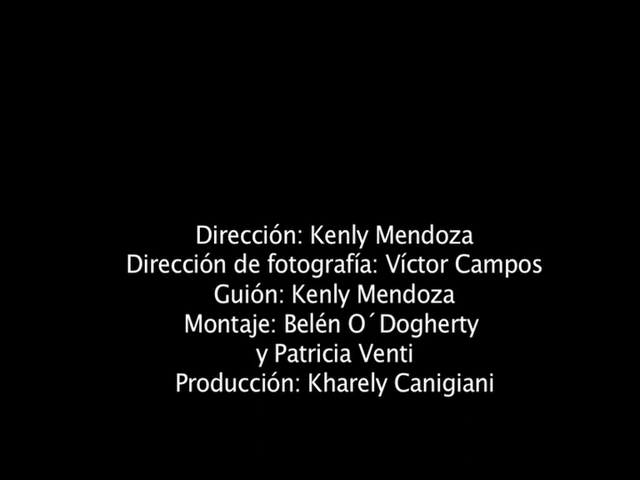 Dirección: Kenly Mendoza
Dirección de fotografía: Víctor Campos
Guión: Kenly Mendoza
Montaje: Belén O´Dogherty
y Patricia Venti
Producción: Kharely Canigiani